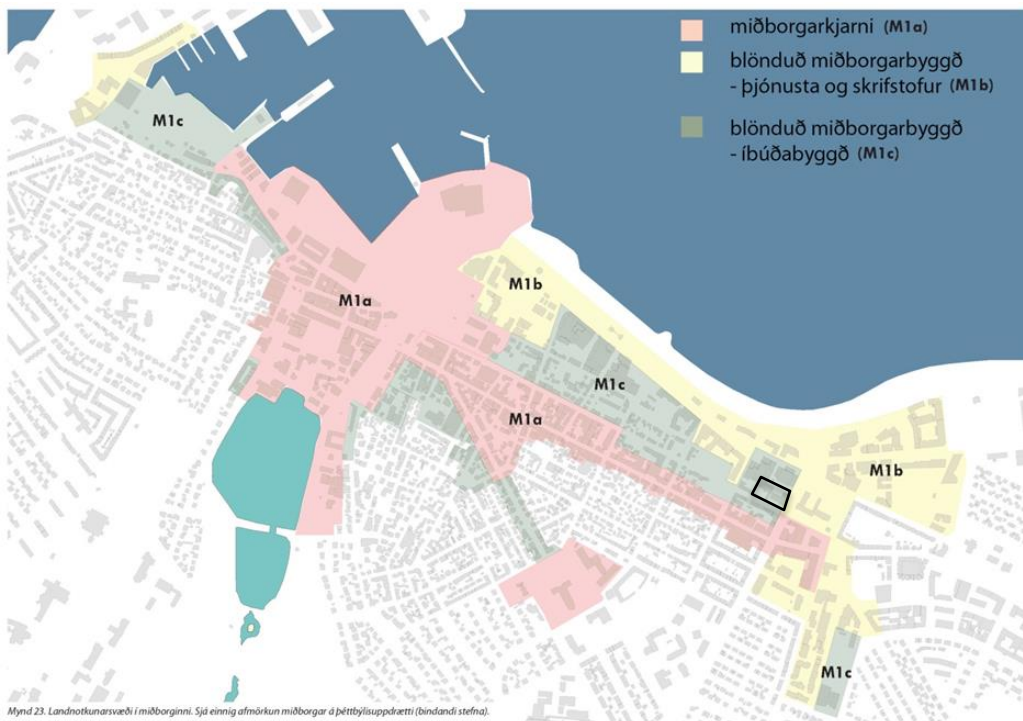 miðborgarkjarni (M1a)
blönduð miðborgarbyggð
- þjónusta og skrifstofur (M1b)
blönduð miðborgarbyggð
- íbúðabyggð (M1c)
M1c
M1a
M1b
M1c
M1a
M1b
M1c
Mynd 23. Landnotkunarsvæði í miðborginni. Sjá einnig afmörkun miðborgar á þéttbýlisuppdrætti (bindandi stefna).